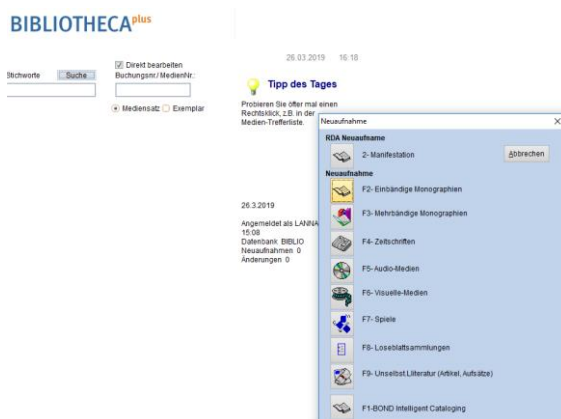 BIBLIOTHECAplus
26.03.2019 16:18
Direkt bearbeiten
Stichworte Suche Buchungsnr./MedienNr.:
Mediensatz Exemplar
Tipp des Tages
Probieren Sie öfter mal einen
Rechtsklick, z.B. in der
Medien-Trefferliste.
26.3.2019
Angemeldet als LANNA
15:08
Datenbank BIBLIO
Neuaufnahmen 0
Änderungen 0
Neuaufnahme
RDA Neuaufname
2- Manifestation
Abbrechen
Neuaufnahme
F2- Einbändige Monographien
F3- Mehrbändige Monographien
F4- Zeitschriften
F5- Audio-Medien
F6- Visuelle-Medien
F7- Spiele
F8- Loseblattsammlungen
F9- Unselbst.Literatur (Artikel, Aufsätze)
F1-BOND Intelligent Cataloging